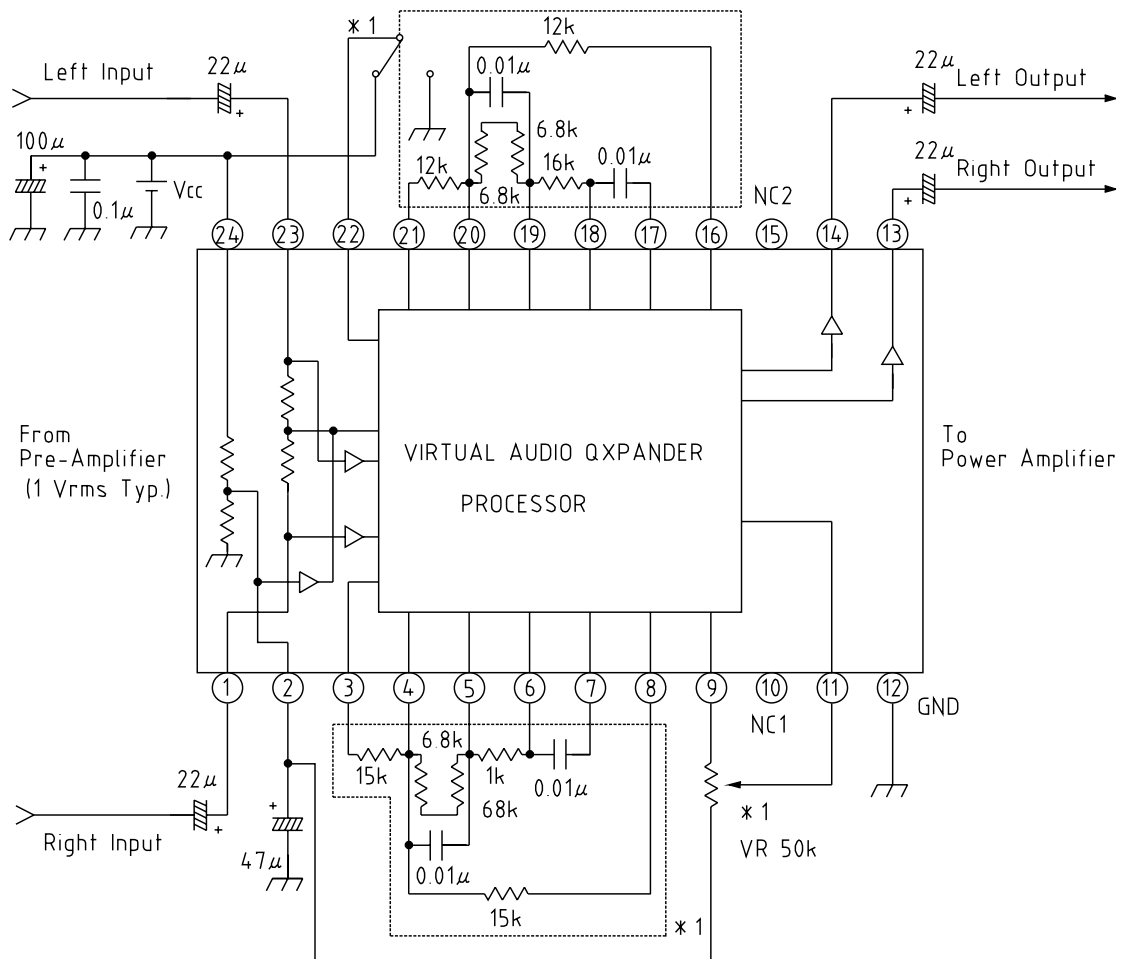 * 1
12k
Left Input
22μ
0.01μ
22μ
Left Output
100μ
6.8k
22μ
12k
16k
0.01μ
Right Output
Vcc
6.8k
NC2
0.1μ
24
23
22
21
20
19
18
17
16
15
14
13
From
Pre-Amplifier
(1 Vrms Typ.)
VIRTUAL AUDIO QXPANDER
PROCESSOR
To
Power Amplifier
1
2
3
4
5
6
7
8
9
10
11
12
GND
NC1
6.8k
15k
1k
0.01μ
22μ
68k
* 1
Right Input
VR 50k
47μ
0.01μ
15k
* 1